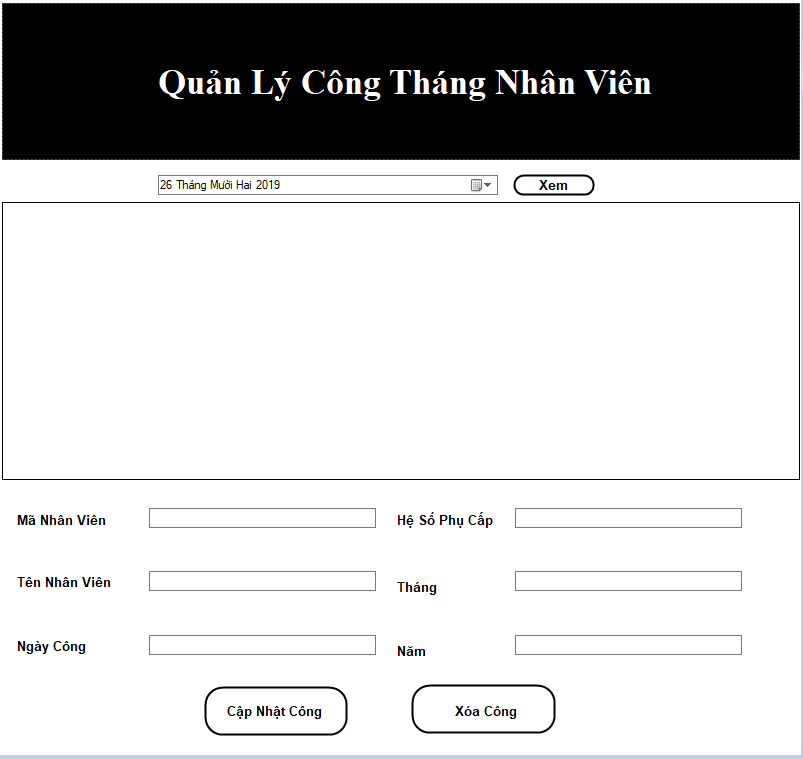 Quản Lý Công Tháng Nhân Viên
26 Tháng Mười Hai 2019
Xem
Mã Nhân Viên
Hệ Số Phụ Cấp
Tên Nhân Viên
Tháng
Ngày Công
Năm
Cập Nhật Công
Xóa Công